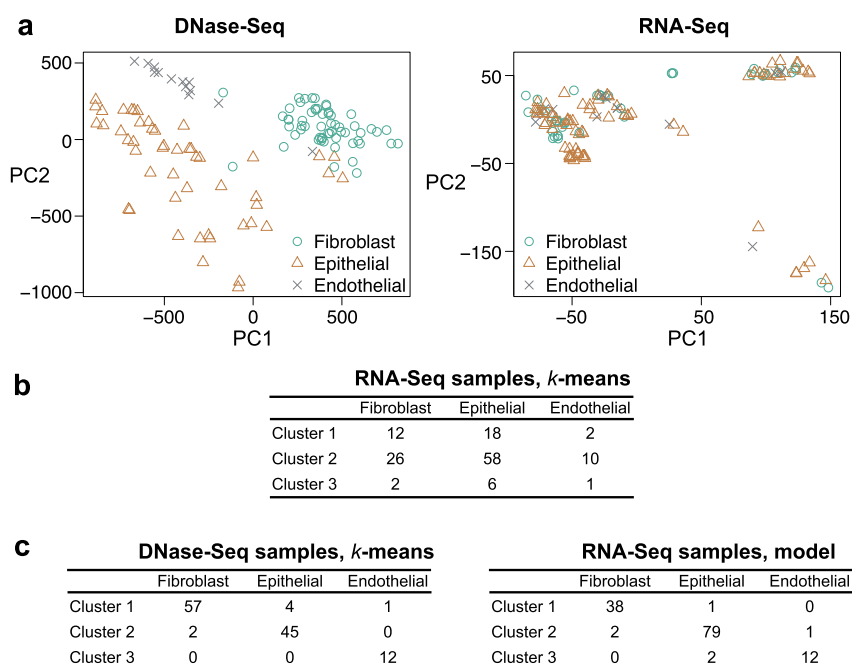 a
DNase-Seq
RNA-Seq
500
0
−500
−1000
PC2
−500
0
500
PC1
Fibroblast
Epithelial
Endothelial
50
−50
−150
PC2
−50
50
150
PC1
Fibroblast
Epithelial
Endothelial
b
RNA-Seq samples, k-means
Fibroblast Epithelial Endothelial
Cluster 1 12 18 2
Cluster 2 26 58 10
Cluster 3 2 6 1
c
DNase-Seq samples, k-means
Fibroblast Epithelial Endothelial
Cluster 1 57 4 1
Cluster 2 2 45 0
Cluster 3 0 0 12
RNA-Seq samples, model
Fibroblast Epithelial Endothelial
Cluster 1 38 1 0
Cluster 2 2 79 1
Cluster 3 0 2 12